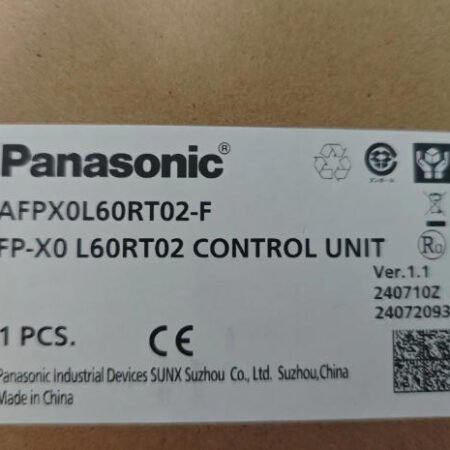 Panasonic®
AFPX0L60RT02-F
FP-X0 L60RT02 CONTROL UNIT
Ver.1.1
240710Z
24072093
1 PCS.
CE
Panasonic Industrial Devices SUNX Suzhou Co., Ltd. Suzhou,China
Made in China